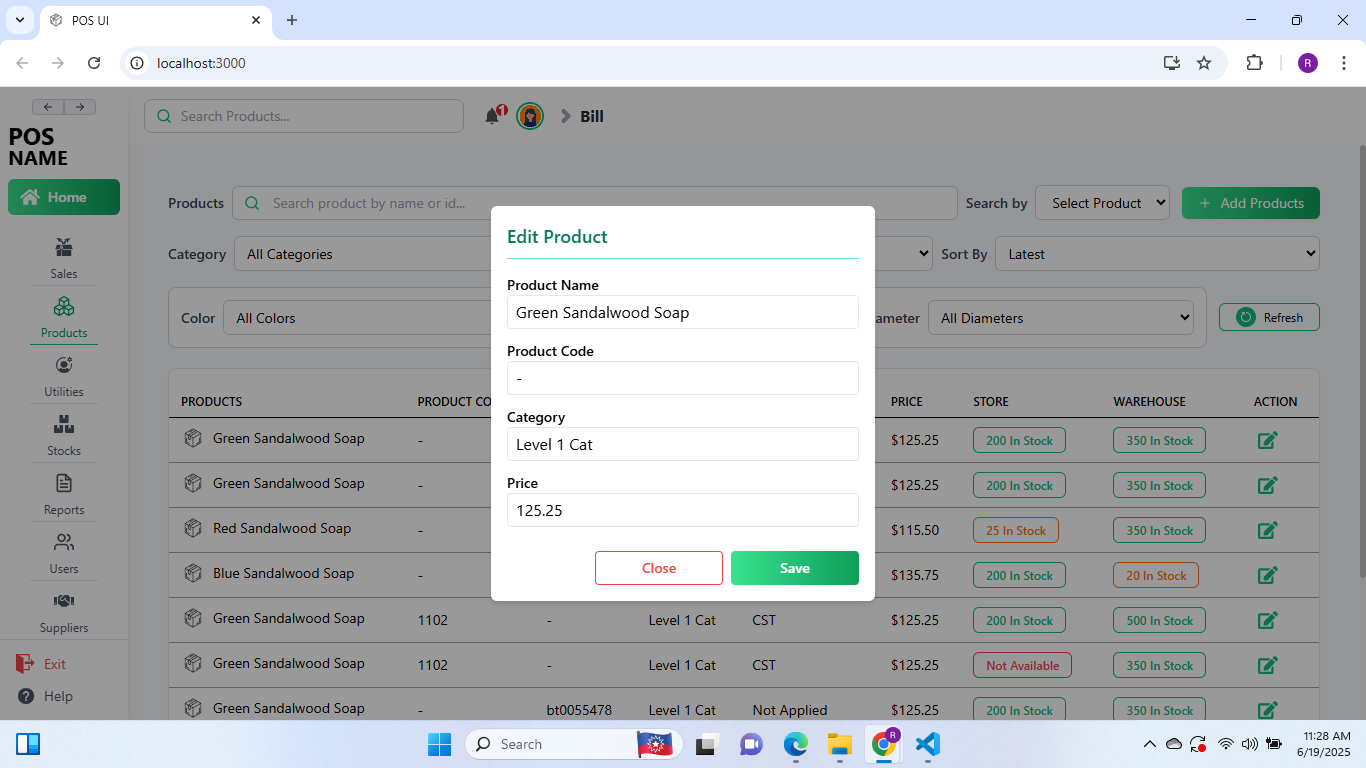 POS UI
localhost:3000
R
Search Products...
1
Bill
POS
NAME
Home
Sales
Products
Utilities
Stocks
Reports
Users
Suppliers
Exit
Help
Products
Search product by name or id...
Search by
Select Product
+ Add Products
Category
All Categories
Sort By
Latest
Color
All Colors
ameter
All Diameters
Refresh
PRODUCTS PRODUCT CO PRICE STORE WAREHOUSE ACTION
Green Sandalwood Soap - $125.25 200 In Stock 350 In Stock
Green Sandalwood Soap - $125.25 200 In Stock 350 In Stock
Red Sandalwood Soap - $115.50 25 In Stock 350 In Stock
Blue Sandalwood Soap - $135.75 200 In Stock 20 In Stock
Green Sandalwood Soap 1102 - Level 1 Cat CST $125.25 200 In Stock 500 In Stock
Green Sandalwood Soap 1102 - Level 1 Cat CST $125.25 Not Available 350 In Stock
Green Sandalwood Soap - bt0055478 Level 1 Cat Not Applied $125.25 200 In Stock 350 In Stock
Edit Product
Product Name
Green Sandalwood Soap
Product Code
-
Category
Level 1 Cat
Price
125.25
Close
Save
Search
R
11:28 AM
6/19/2025